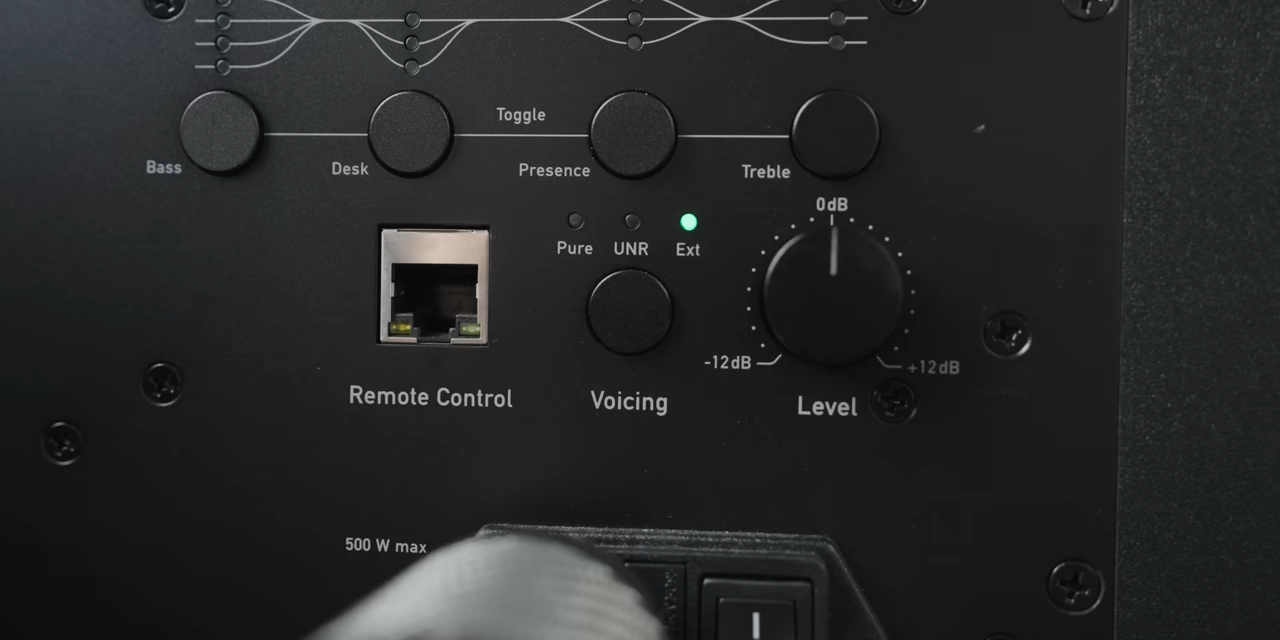 Toggle
Bass
Desk
Presence
Treble
0dB
Pure
UNR
Ext
-12dB
+12dB
Remote Control
Voicing
Level
500 W max